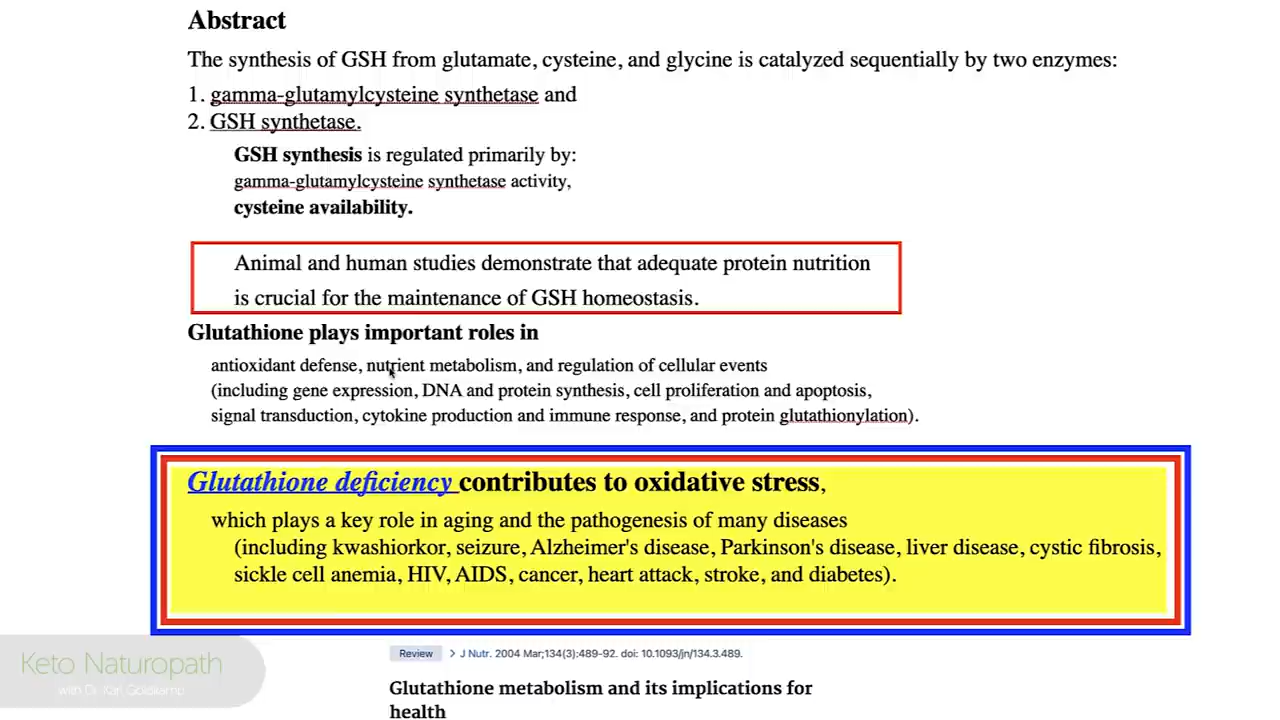 Abstract
The synthesis of GSH from glutamate, cysteine, and glycine is catalyzed sequentially by two enzymes:
1. gamma-glutamylcysteine synthetase and
2. GSH synthetase.
GSH synthesis is regulated primarily by:
gamma-glutamylcysteine synthetase activity,
cysteine availability.
Animal and human studies demonstrate that adequate protein nutrition
is crucial for the maintenance of GSH homeostasis.
Glutathione plays important roles in
antioxidant defense, nutrient metabolism, and regulation of cellular events
(including gene expression, DNA and protein synthesis, cell proliferation and apoptosis,
signal transduction, cytokine production and immune response, and protein glutathionylation).
Glutathione deficiency contributes to oxidative stress,
which plays a key role in aging and the pathogenesis of many diseases
(including kwashiorkor, seizure, Alzheimer's disease, Parkinson's disease, liver disease, cystic fibrosis,
sickle cell anemia, HIV, AIDS, cancer, heart attack, stroke, and diabetes).
Keto Naturopath
with Dr. Karl Goldkamp
Review > J Nutr. 2004 Mar;134(3):489-92. doi: 10.1093/jn/134.3.489.
Glutathione metabolism and its implications for
health